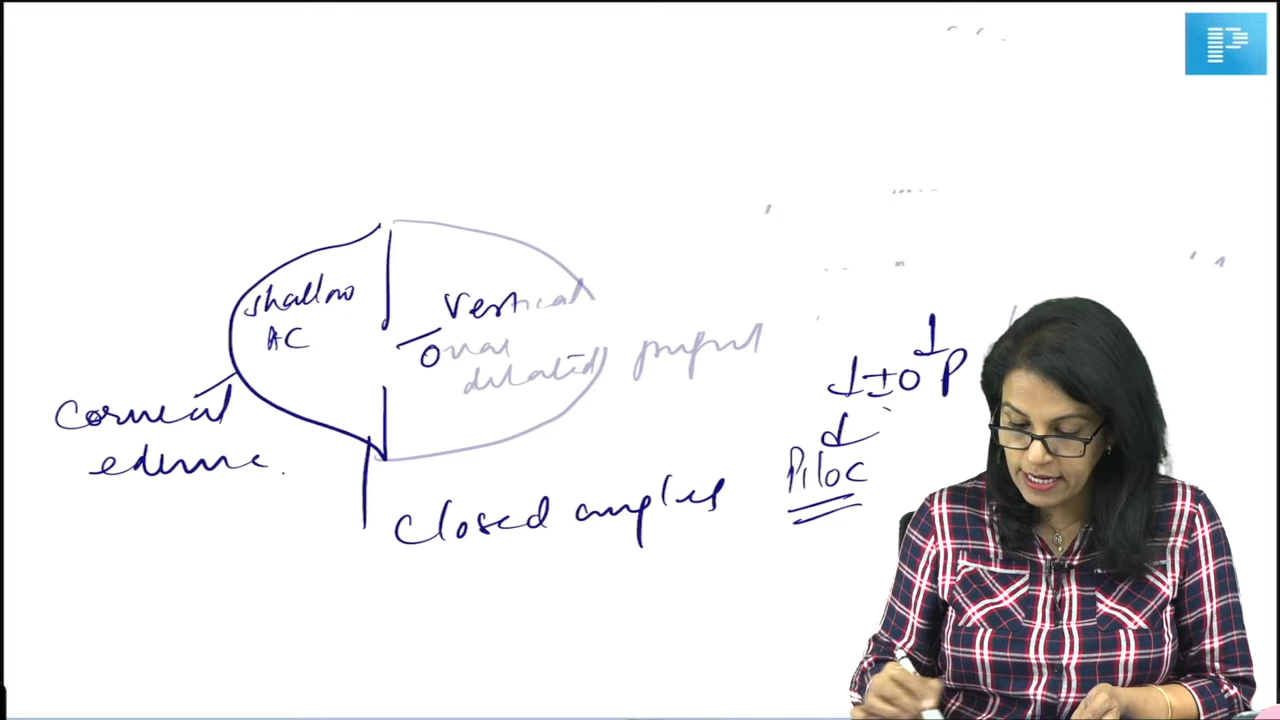 shallow
AC
Vertical
Oval
dilated pupil
Corneal
edema.
closed angles
↓ IOP
↓
Piloc
P